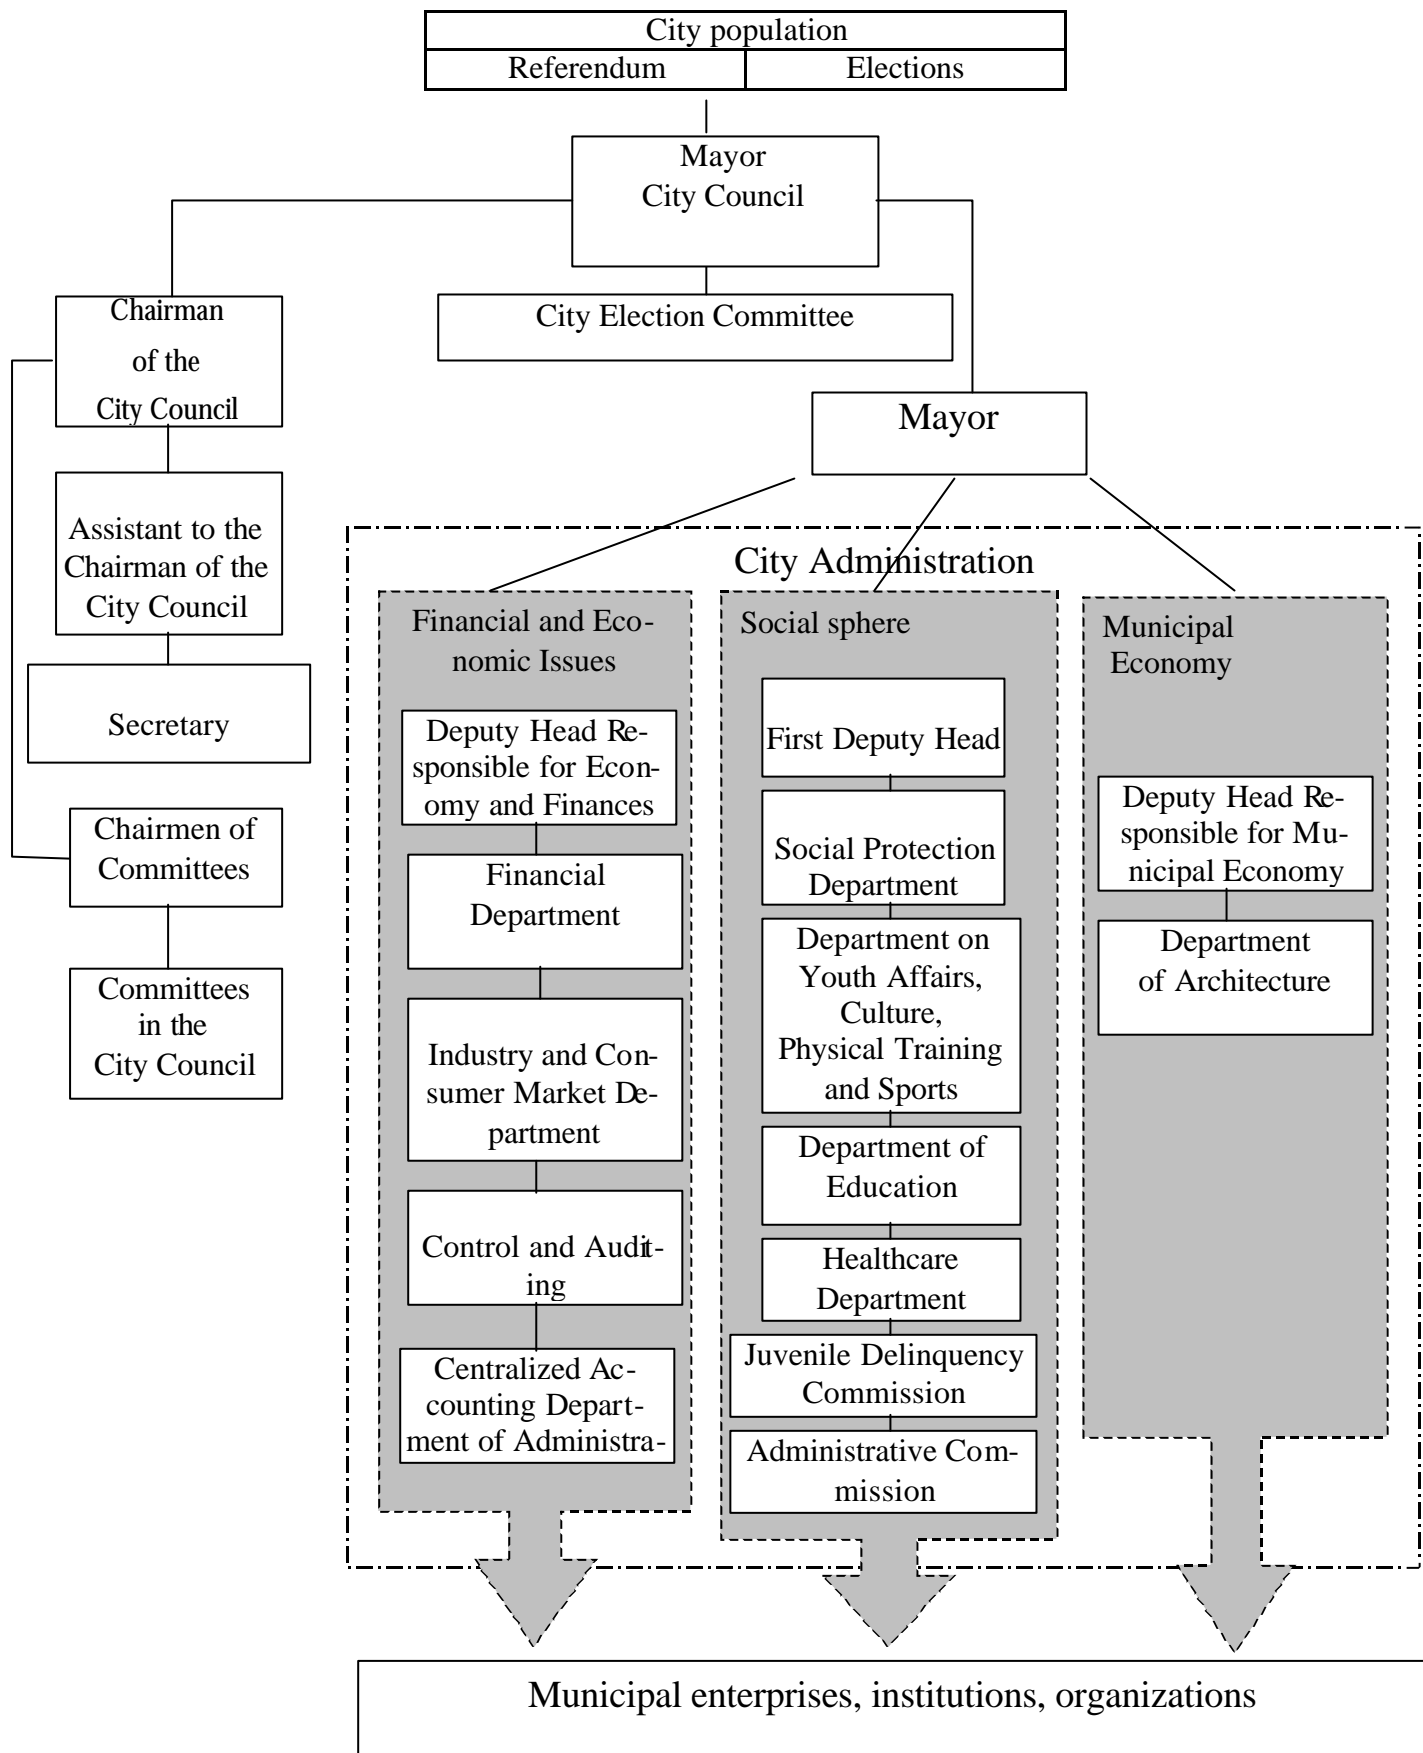 City population
Referendum
Elections
Mayor
City Council
City Election Committee
Chairman
of the
City Council
Mayor
Assistant to the
Chairman of the
City Council
Secretary
Chairmen of
Committees
Committees
in the
City Council
City Administration
Financial and Eco-
nomic Issues
Deputy Head Re-
sponsible for Econ-
omy and Finances
Financial
Department
Industry and Con-
sumer Market De-
partment
Control and Audit-
ing
Centralized Ac-
counting Depart-
ment of Administra-
Social sphere
First Deputy Head
Social Protection
Department
Department on
Youth Affairs,
Culture,
Physical Training
and Sports
Department of
Education
Healthcare
Department
Juvenile Delinquency
Commission
Administrative Com-
mission
Municipal
Economy
Deputy Head Re-
sponsible for Mu-
nicipal Economy
Department
of Architecture
Municipal enterprises, institutions, organizations